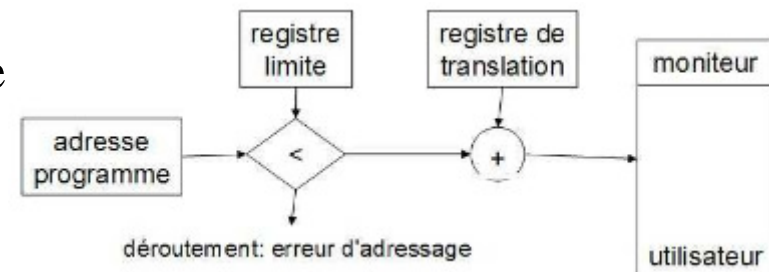 registre
limite
registre de
translation
moniteur
e
adresse
programme
<
+
déroutement: erreur d'adressage
utilisateur